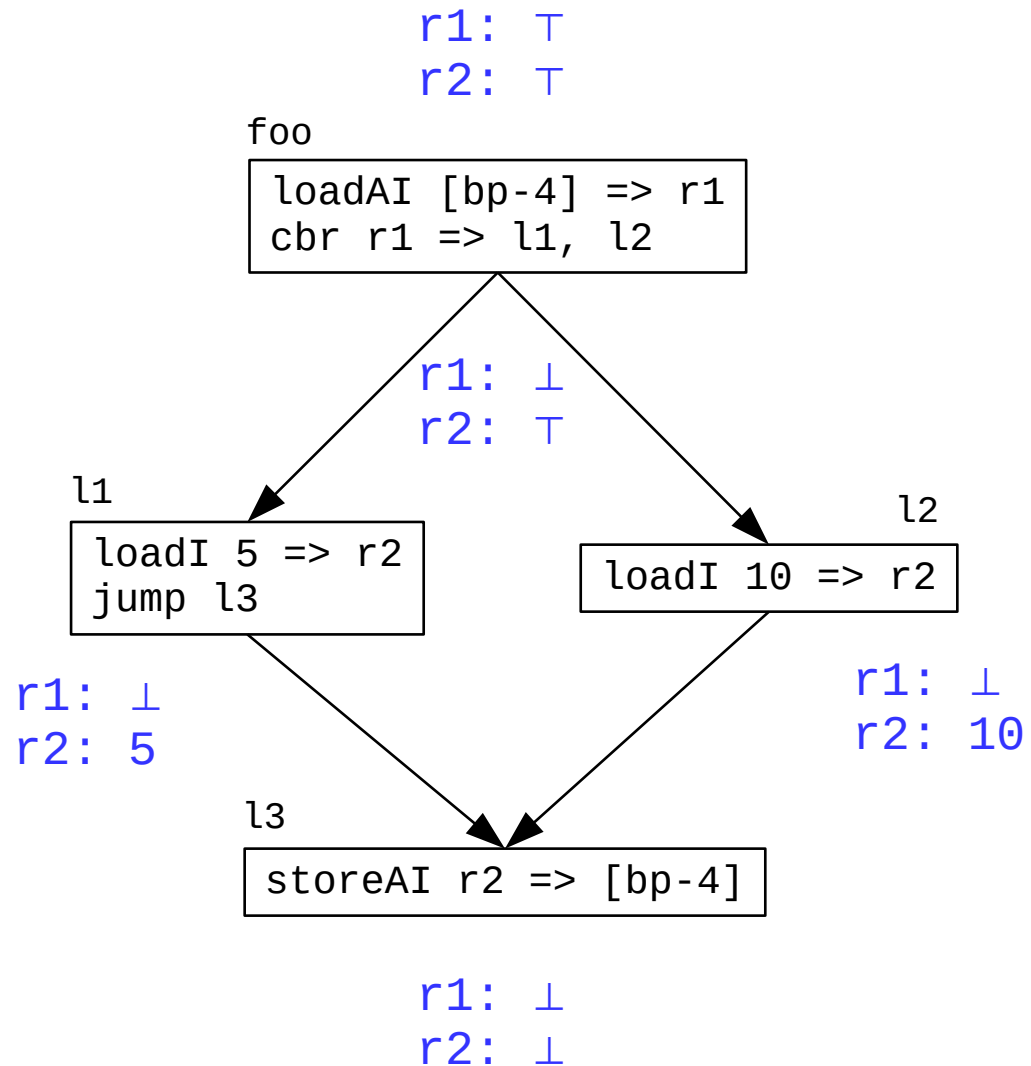 r1: ⊤
r2: ⊤
foo
loadAI [bp-4] => r1
cbr r1 => l1, l2
r1: ⊥
r2: ⊤
l1
loadI 5 => r2
jump l3
l2
loadI 10 => r2
r1: ⊥
r2: 5
r1: ⊥
r2: 10
l3
storeAI r2 => [bp-4]
r1: ⊥
r2: ⊥